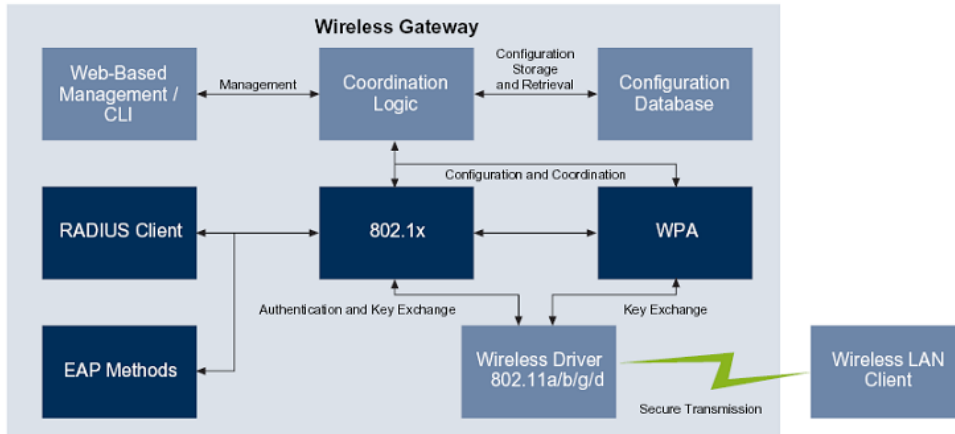 Wireless Gateway
Web-Based
Management /
CLI
Management
Coordination
Logic
Configuration
Storage
and Retrieval
Configuration
Database
Configuration and Coordination
RADIUS Client
802.1x
WPA
Authentication and Key Exchange
Key Exchange
EAP Methods
Wireless Driver
802.11a/b/g/d
Secure Transmission
Wireless LAN
Client